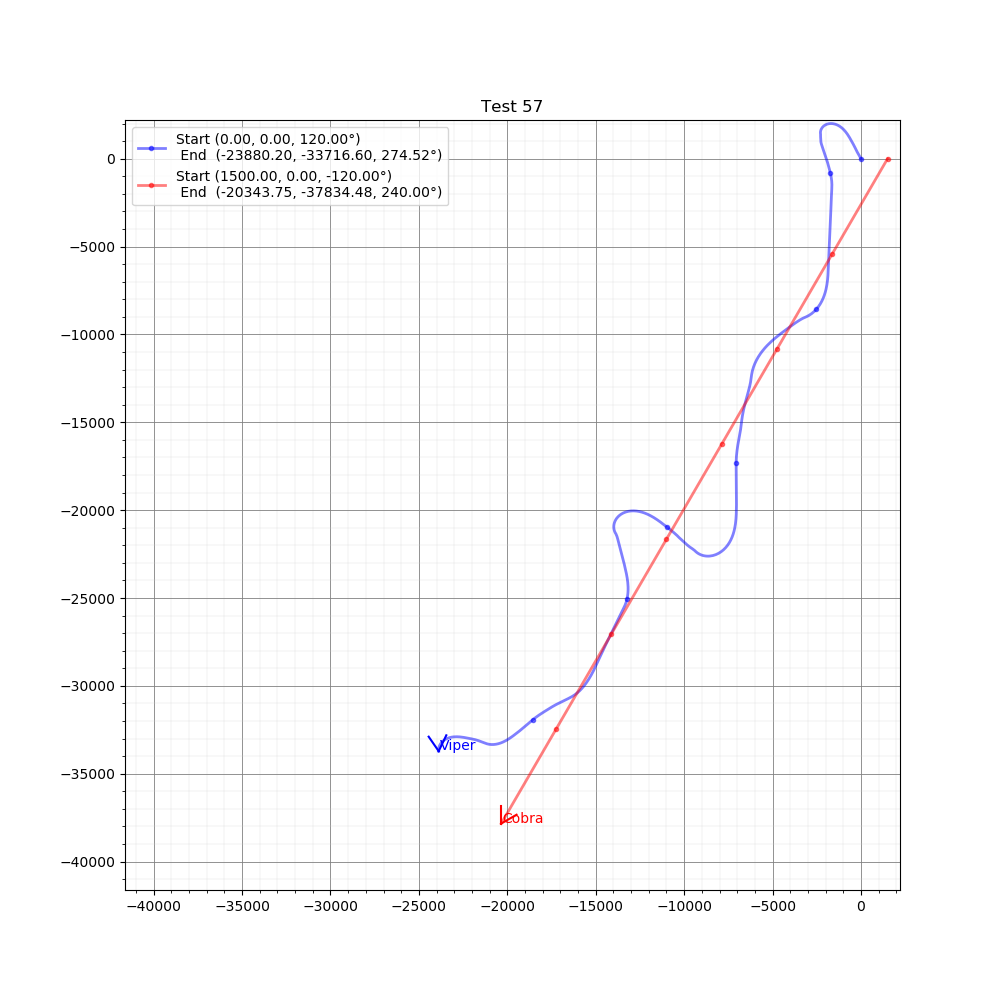 Test 57
Start (0.00, 0.00, 120.00°)
End  (-23880.20, -33716.60, 274.52°)
Start (1500.00, 0.00, -120.00°)
End  (-20343.75, -37834.48, 240.00°)
0
−5000
−10000
−15000
−20000
−25000
−30000
−35000
−40000
Viper
Cobra
−40000 −35000 −30000 −25000 −20000 −15000 −10000 −5000 0